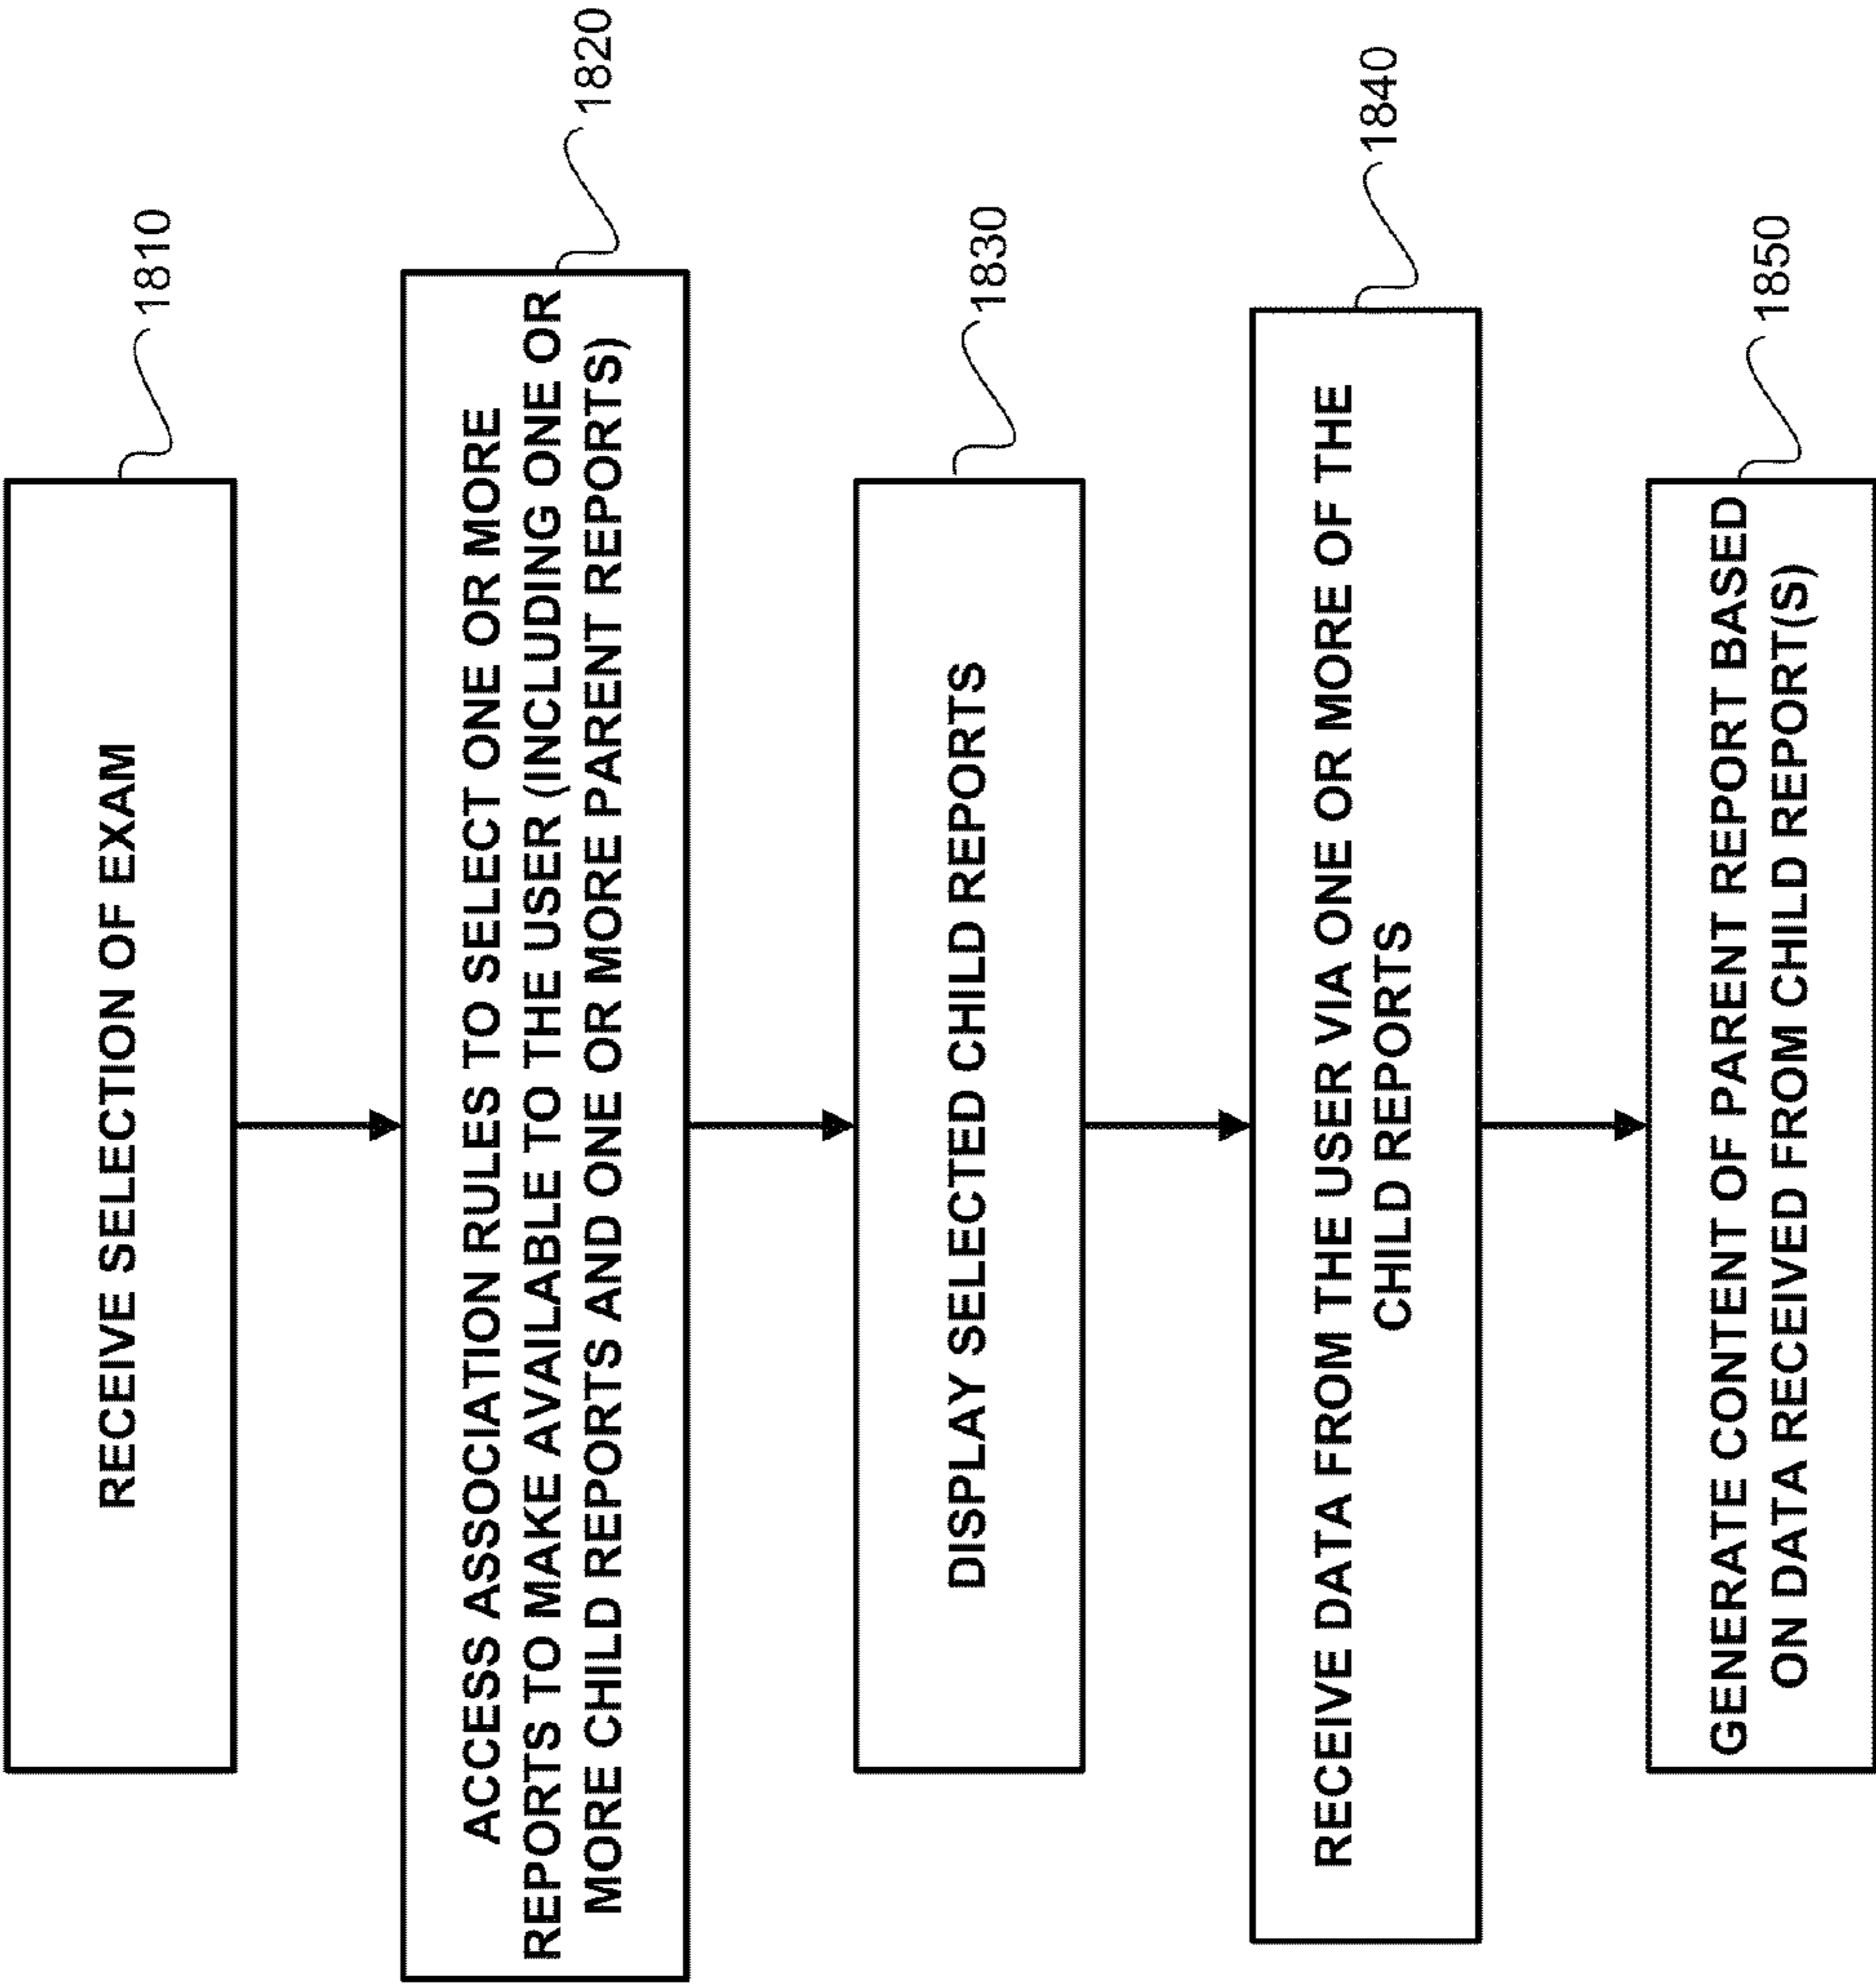 RECEIVE SELECTION OF EXAM
1810
ACCESS ASSOCIATION RULES TO SELECT ONE OR MORE
REPORTS TO MAKE AVAILABLE TO THE USER (INCLUDING ONE OR
MORE CHILD REPORTS AND ONE OR MORE PARENT REPORTS)
1820
DISPLAY SELECTED CHILD REPORTS
1830
RECEIVE DATA FROM THE USER VIA ONE OR MORE OF THE
CHILD REPORTS
1840
GENERATE CONTENT OF PARENT REPORT BASED
ON DATA RECEIVED FROM CHILD REPORT(S)
1850